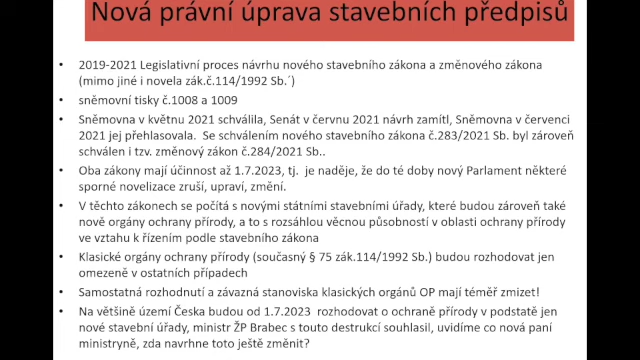 Nová právní úprava stavebních předpisů
• 2019-2021 Legislativní proces návrhu nového stavebního zákona a změnového zákona
(mimo jiné i novela zák.č.114/1992 Sb.´)
• sněmovní tisky č.1008 a 1009
• Sněmovna v květnu 2021 schválila, Senát v červnu 2021 návrh zamítl, Sněmovna v červenci
2021 jej přehlasovala. Se schválením nového stavebního zákona č.283/2021 Sb. byl zároveň
schválen i tzv. změnový zákon č.284/2021 Sb..
• Oba zákony mají účinnost až 1.7.2023, tj. je naděje, že do té doby nový Parlament některé
sporné novelizace zruší, upraví, změní.
• V těchto zákonech se počítá s novými státními stavebními úřady, které budou zároveň také
nově orgány ochrany přírody, a to s rozsáhlou věcnou působností v oblasti ochrany přírody
ve vztahu k řízením podle stavebního zákona
• Klasické orgány ochrany přírody (současný § 75 zák.114/1992 Sb.) budou rozhodovat jen
omezeně v ostatních případech
• Samostatná rozhodnutí a závazná stanoviska klasických orgánů OP mají téměř zmizet!
• Na většině území Česka budou od 1.7.2023 rozhodovat o ochraně přírody v podstatě jen
nové stavební úřady, ministr ŽP Brabec s touto destrukcí souhlasil, uvidíme co nová paní
ministryně, zda navrhne toto ještě změnit?